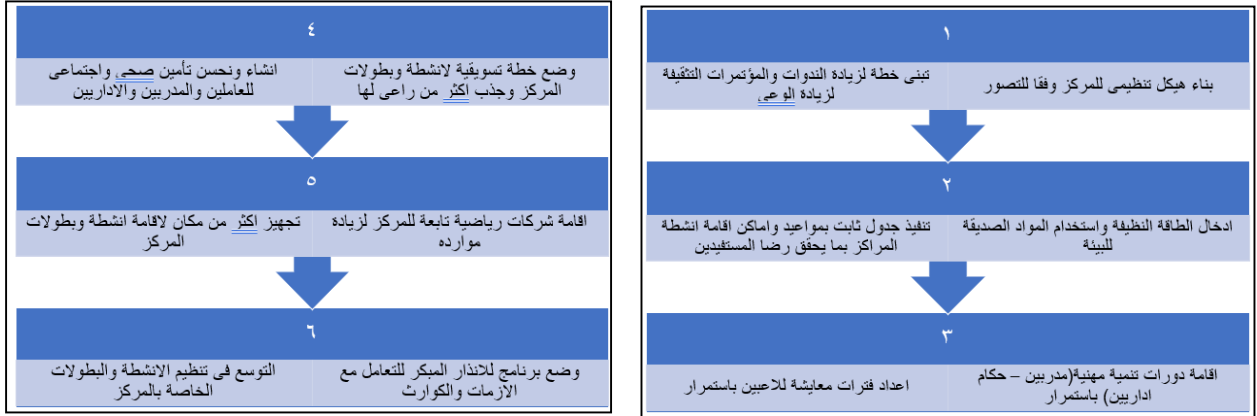 ١
بناء هيكل تنظيمى للمركز وفقا للتصور
تبنى خطة لزيادة الندوات والمؤتمرات التثقيفة
لزيادة الوعى
٢
ادخال الطاقة النظيفة واستخدام المواد الصديقة
للبيئة
تنفيذ جدول ثابت بمواعيد واماكن اقامة انشطة
المراكز بما يحقق رضا المستفيدين
٣
اقامة دورات تنمية مهنية(مدربين – حكام
اداريين) باستمرار
اعداد فترات معايشة للاعبين باستمرار
٤
وضع خطة تسويقية لانشطة وبطولات
المركز وجذب اكثر من راعى لها
انشاء ونحسن تأمين صحى واجتماعى
للعاملين والمدربين والاداريين
٥
اقامة شركات رياضية تابعة للمركز لزيادة
موارده
تجهيز اكثر من مكان لاقامة انشطة وبطولات
المركز
٦
وضع برنامج للانذار المبكر للتعامل مع
الازمات والكوارث
التوسع فى تنظيم الانشطة والبطولات
الخاصة بالمركز